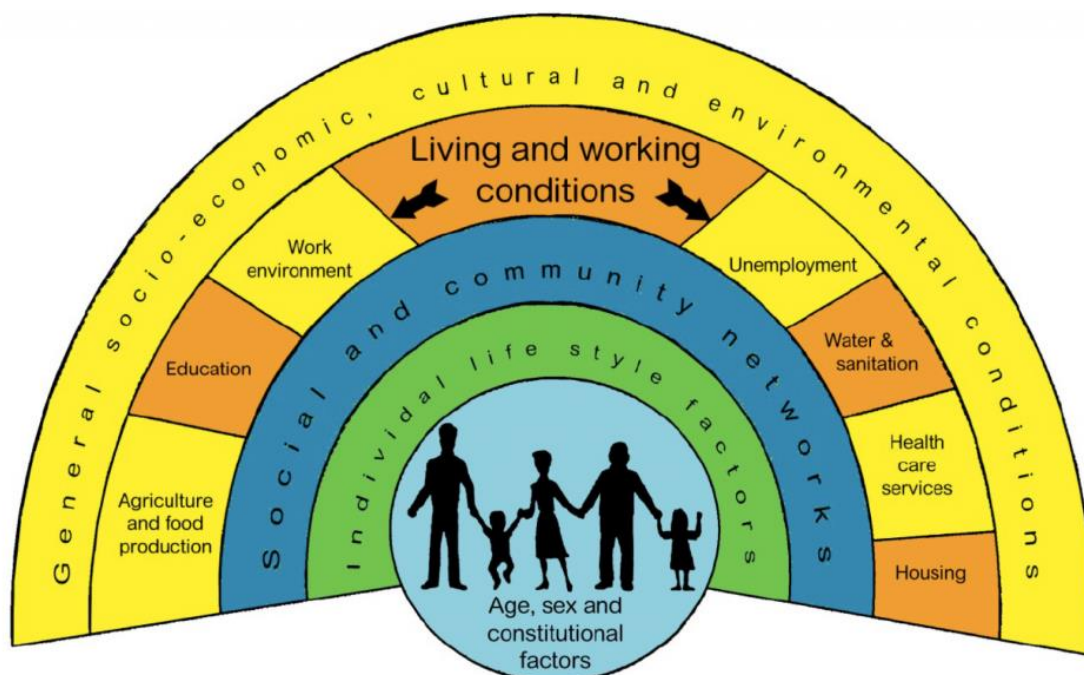 General socio-economic, cultural and environmental conditions
Living and working
conditions
Work
environment
Unemployment
Education
Water &
sanitation
Agriculture
and food
production
Health
care
services
Housing
Social and community networks
Individal life style factors
Age, sex and
constitutional
factors